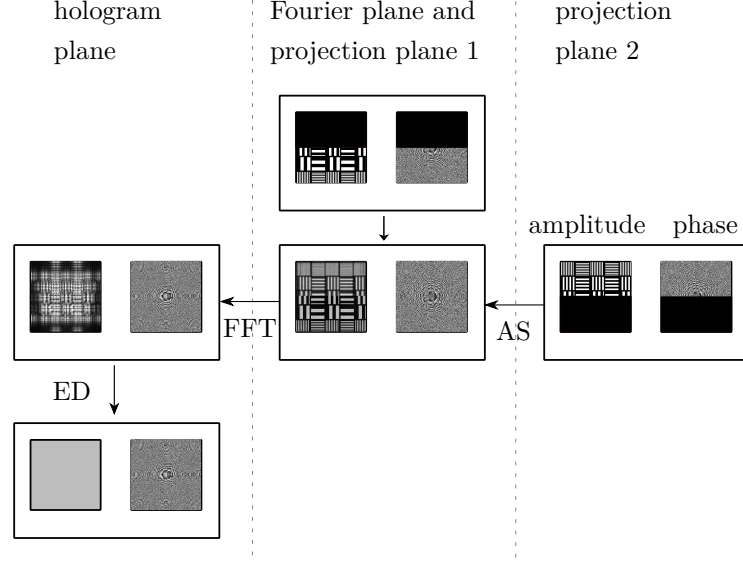 hologram
plane
Fourier plane and
projection plane 1
projection
plane 2
amplitude
phase
FFT
AS
ED